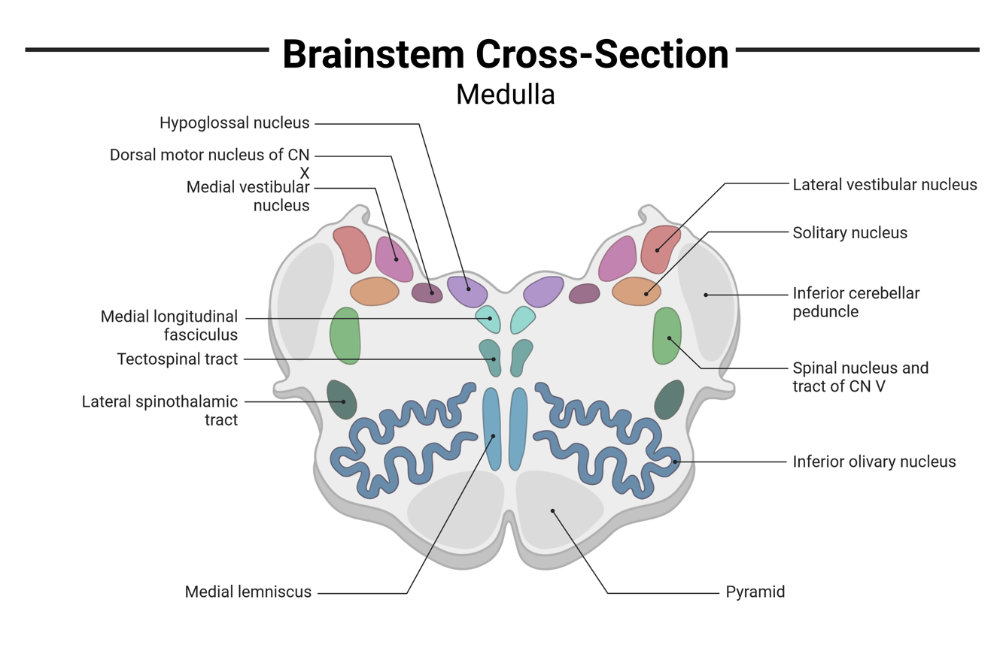 Brainstem Cross-Section
Medulla
Hypoglossal nucleus
Dorsal motor nucleus of CN
X
Medial vestibular
nucleus
Medial longitudinal
fasciculus
Tectospinal tract
Lateral spinothalamic
tract
Medial lemniscus
Lateral vestibular nucleus
Solitary nucleus
Inferior cerebellar
peduncle
Spinal nucleus and
tract of CN V
Inferior olivary nucleus
Pyramid